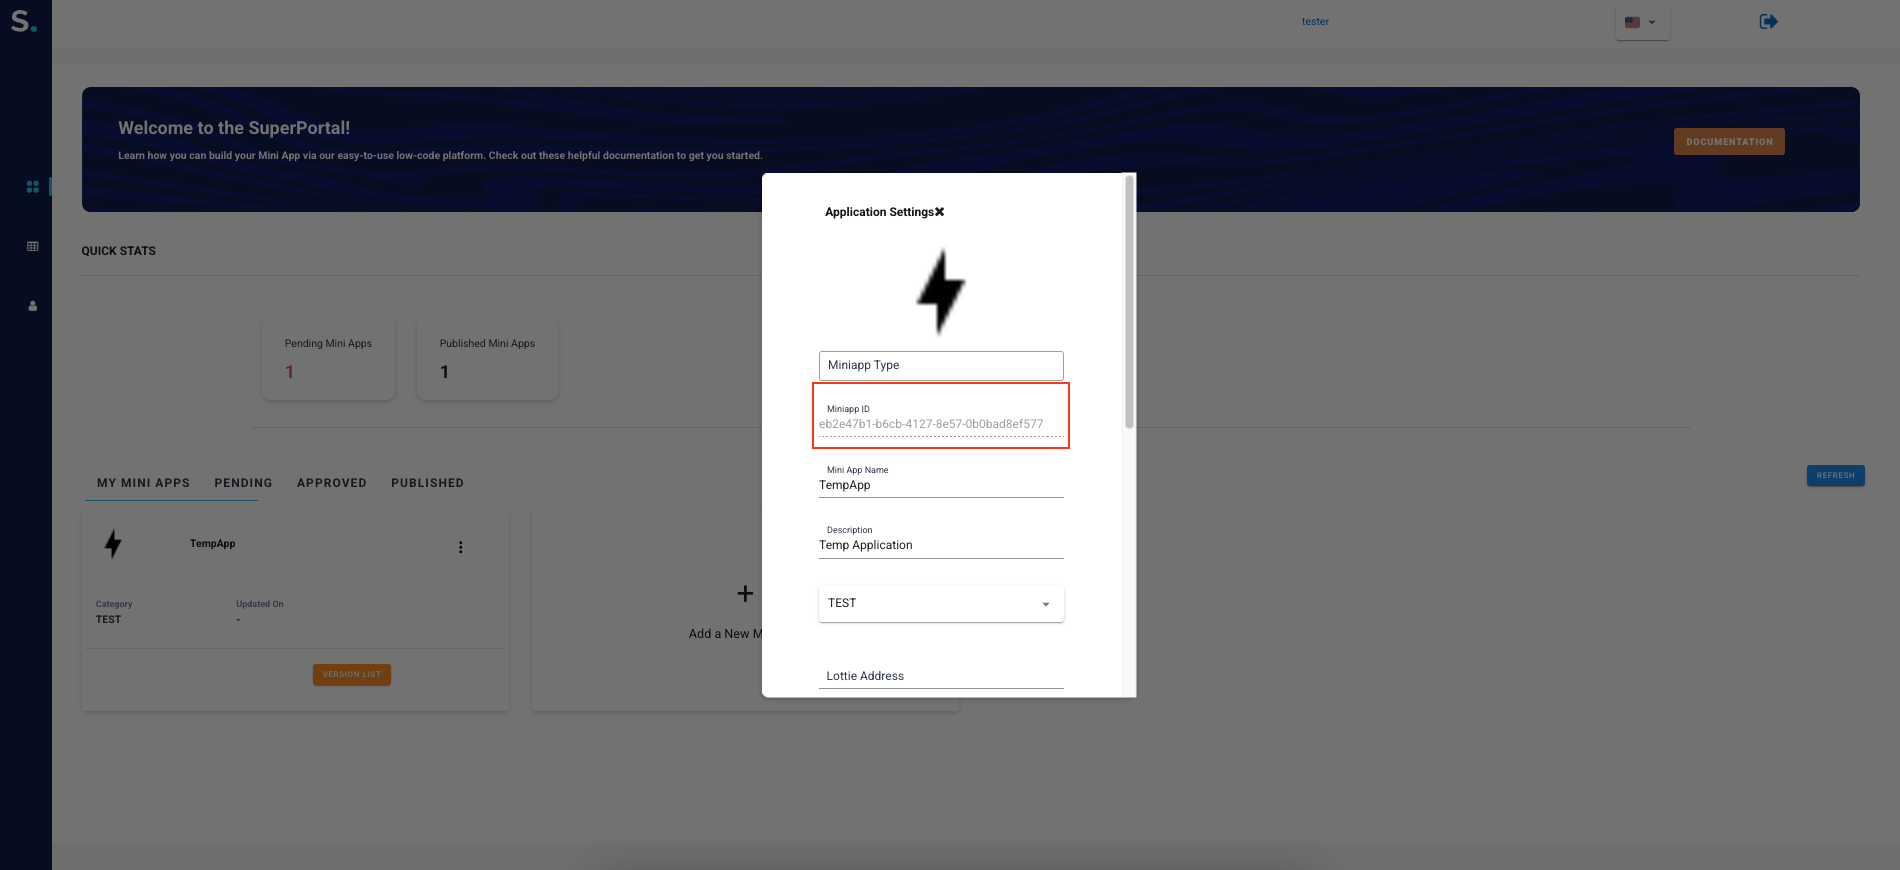 S.
tester
Welcome to the SuperPortal!
Learn how you can build your Mini App via our easy-to-use low-code platform. Check out these helpful documentation to get you started.
DOCUMENTATION
QUICK STATS
Pending Mini Apps
1
Published Mini Apps
1
MY MINI APPS PENDING APPROVED PUBLISHED
REFRESH
TempApp
Category
TEST
Updated On
-
VERSION LIST
+
Add a New M
Application Settings✖
Miniapp Type
Miniapp ID
eb2e47b1-b6cb-4127-8e57-0b0bad8ef577
Mini App Name
TempApp
Description
Temp Application
TEST
Lottie Address